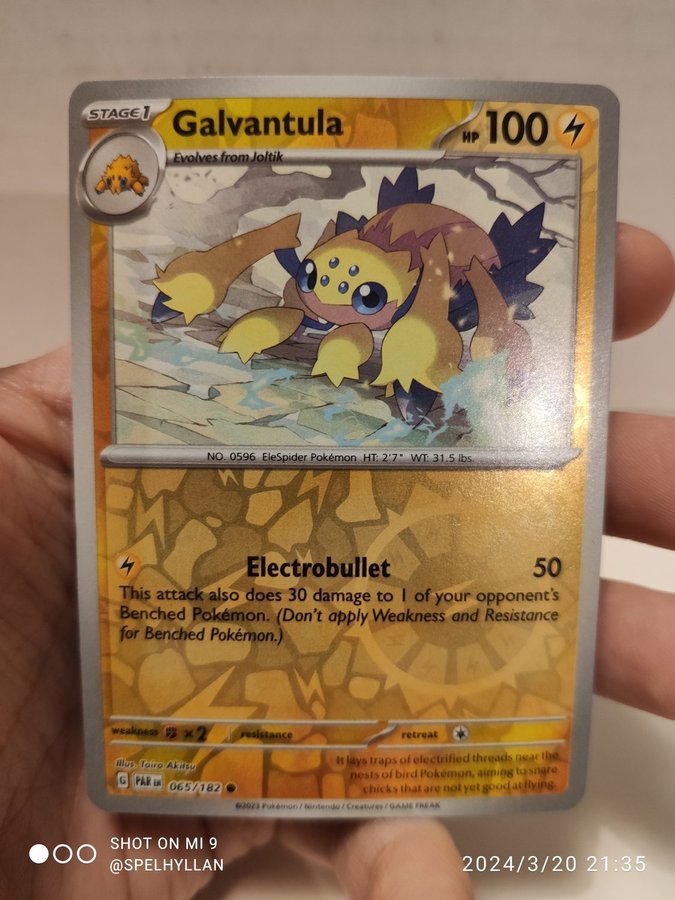 STAGE 1
Galvantula
HP 100
Evolves from Joltik
NO. 0596 EleSpider Pokémon HT: 2'7" WT: 31.5 lbs.
Electrobullet 50
This attack also does 30 damage to 1 of your opponent's
Benched Pokémon. (Don't apply Weakness and Resistance
for Benched Pokémon.)
weakness ×2 resistance retreat
Illus. Taira Akitsu
It lays traps of electrified threads near the
nests of bird Pokémon, aiming to snare
chicks that are not yet good at flying.
G PAR EN 065/182
©2023 Pokémon / Nintendo / Creatures / GAME FREAK
SHOT ON MI 9
@SPELHYLLAN
2024/3/20 21:35